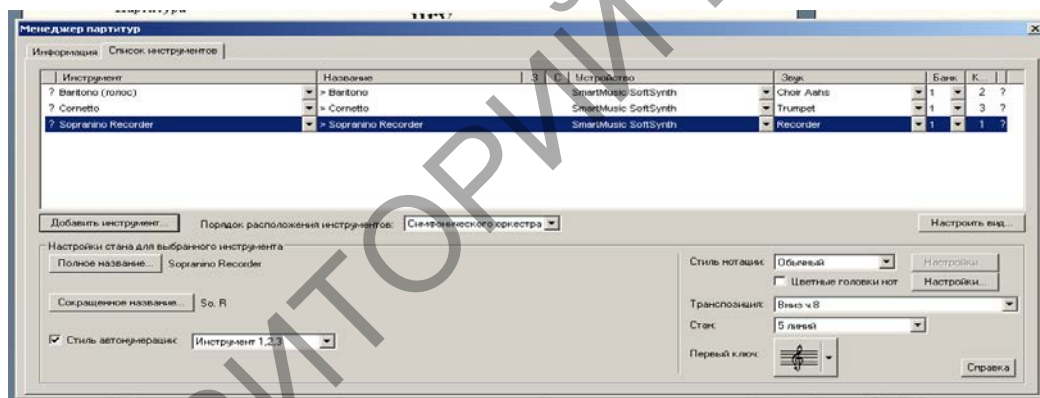 Партитура
Менеджер партитур
Информация Список инструментов
Инструмент Название З С Устройство Звук Банк К...
? Baritono (голос) > Baritono SmartMusic SoftSynth Choir Aahs 1 2 ?
? Cornetto > Cornetto SmartMusic SoftSynth Trumpet 1 3 ?
? Sopranino Recorder > Sopranino Recorder SmartMusic SoftSynth Recorder 1 1 ?
Добавить инструмент... Порядок расположения инструментов: Симфонического оркестра Настроить вид...
Настройки стана для выбранного инструмента
Полное название... Sopranino Recorder Стиль нотации: Обычный Настройки...
Цветные головки нот Настройки...
Сокращенное название... So. R Транспозиция: Вниз ч.8
Стан: 5 линий
Стиль автонумерации: Инструмент 1,2,3
Первый ключ:
Справка
ИТОРИЙ